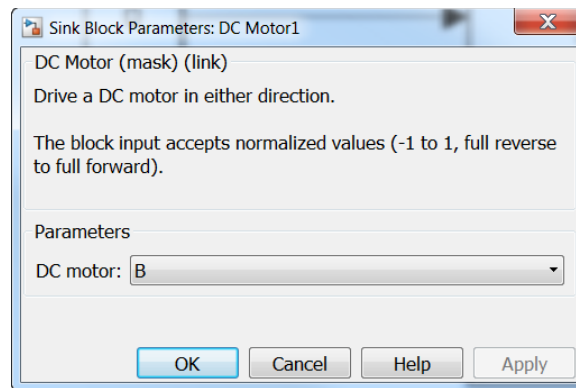 Sink Block Parameters: DC Motor1
DC Motor (mask) (link)
Drive a DC motor in either direction.
The block input accepts normalized values (-1 to 1, full reverse
to full forward).
Parameters
DC motor: B
OK Cancel Help Apply